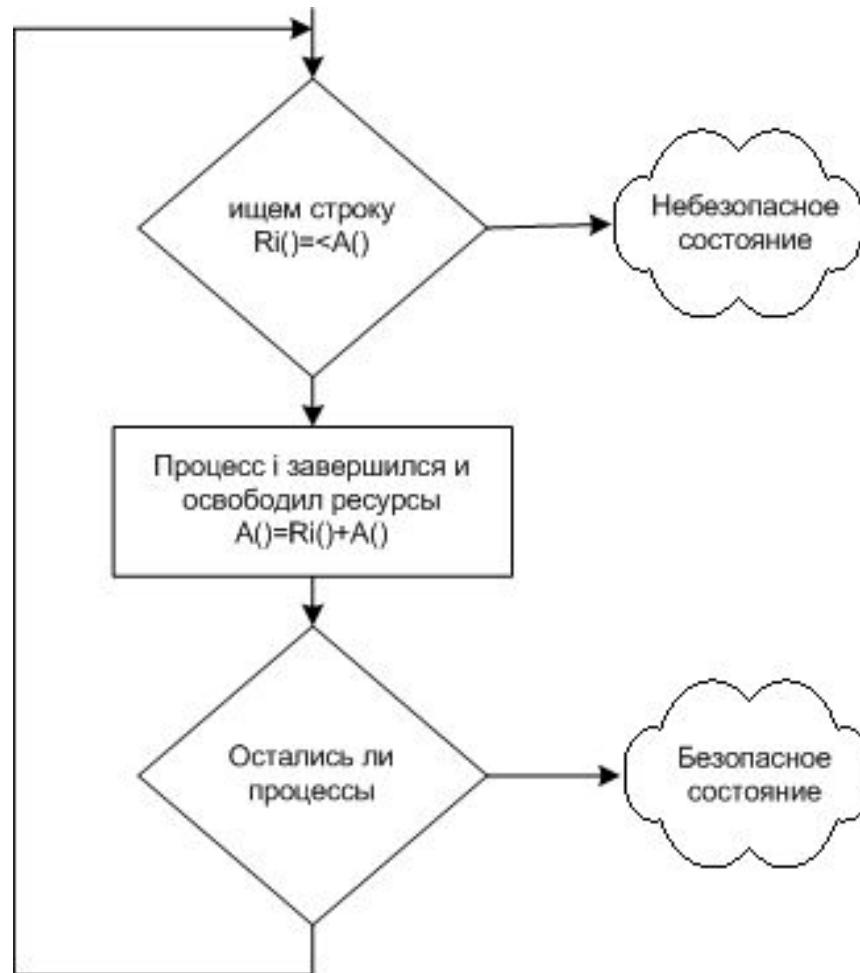 ищем строку
Ri()=<A()
Небезопасное
состояние
Процесс i завершился и
освободил ресурсы
A()=Ri()+A()
Остались ли
процессы
Безопасное
состояние